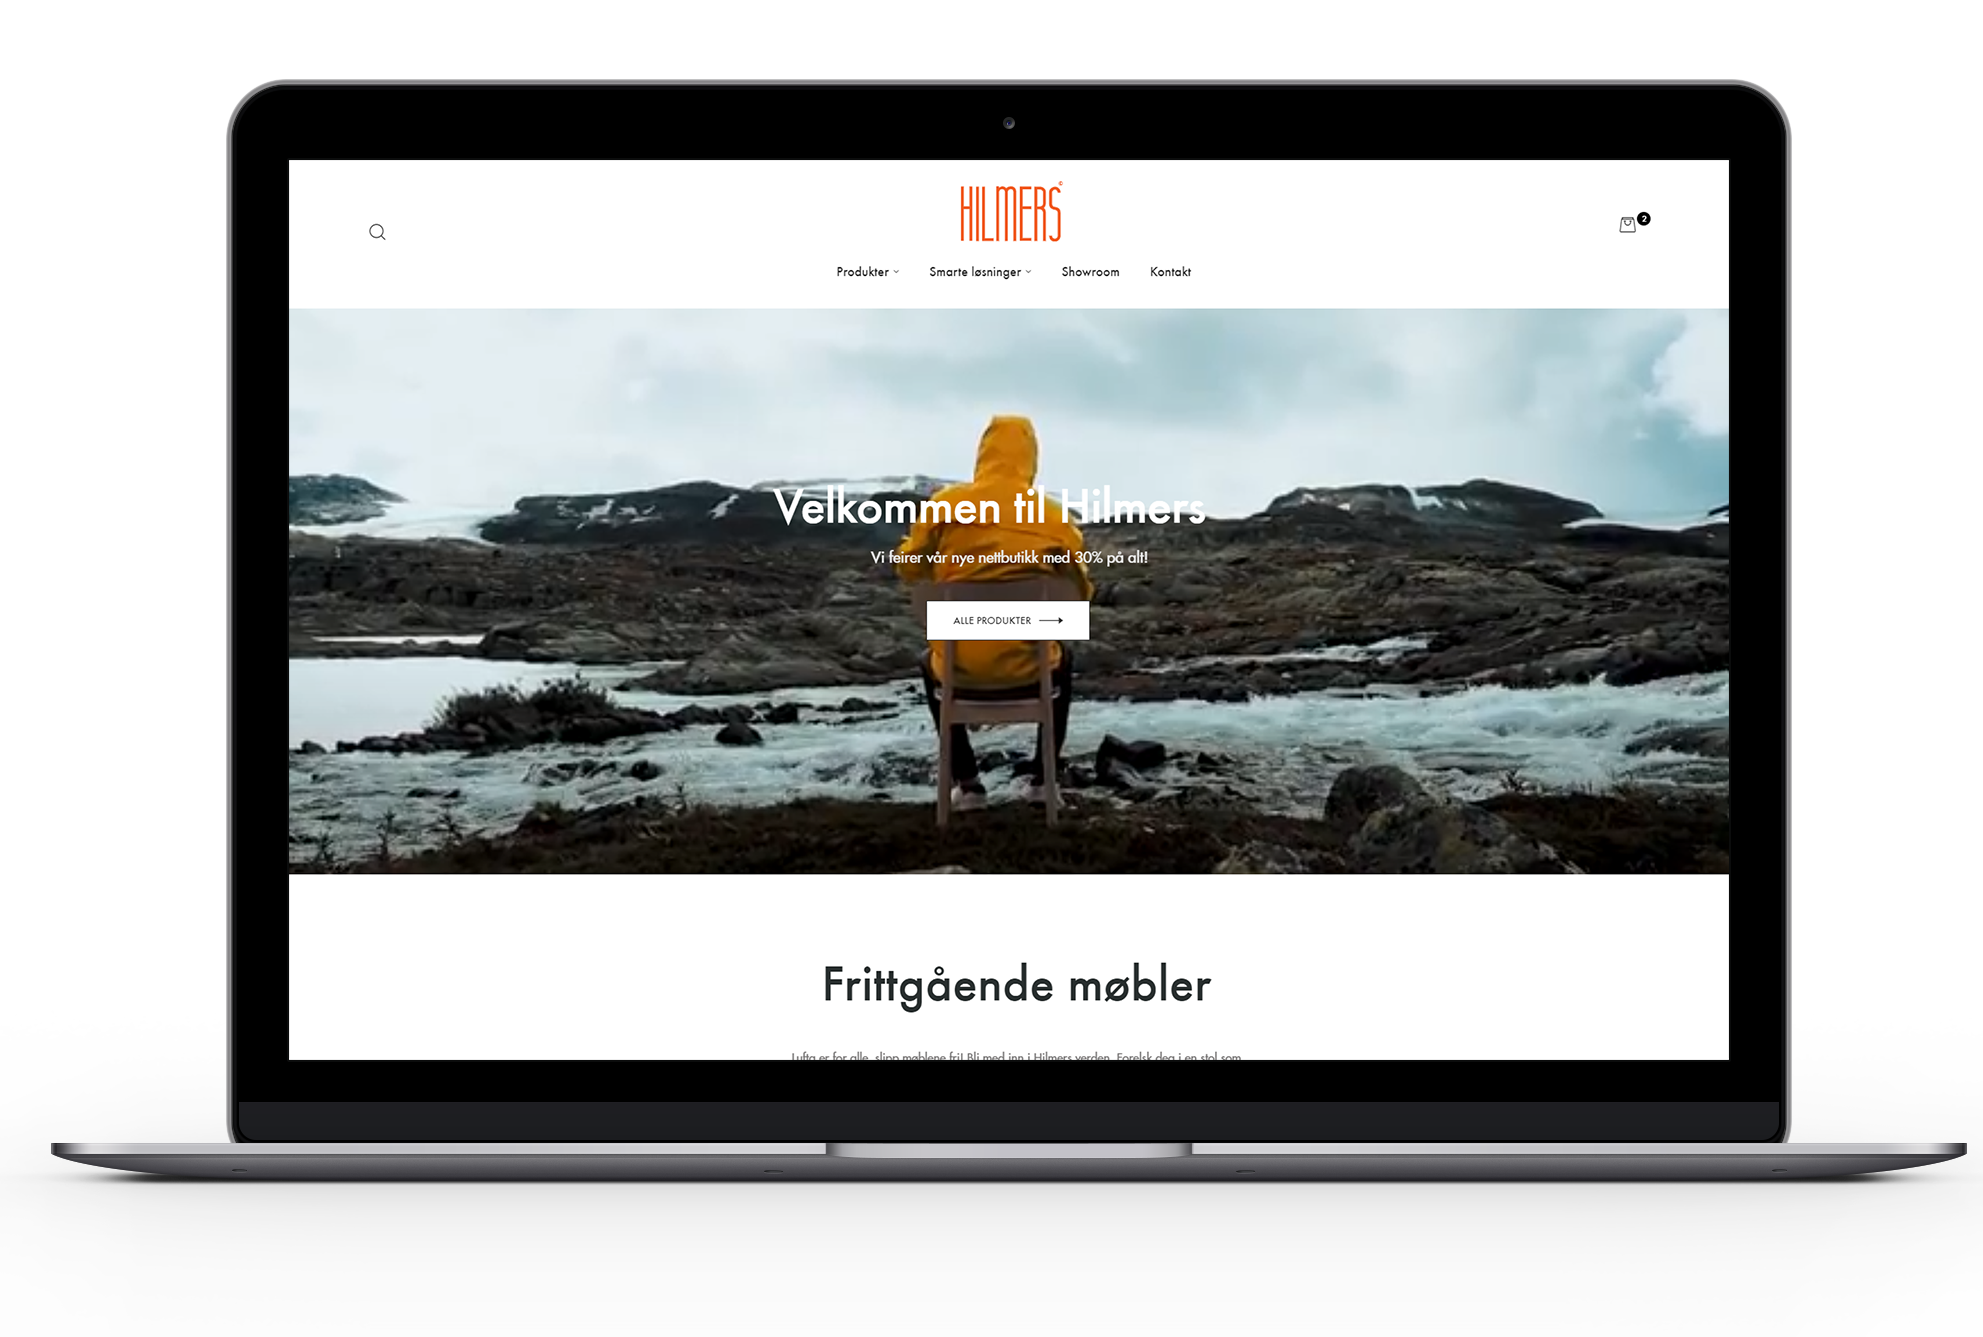 HILMERS©
2
Produkter Smarte løsninger Showroom Kontakt
Velkommen til Hilmers
Vi feirer vår nye nettbutikk med 30% på alt!
ALLE PRODUKTER
Frittgående møbler
Lufta er for alle, slipp møblene fri! Bli med inn i Hilmers verden. Forelsk deg i en stol som